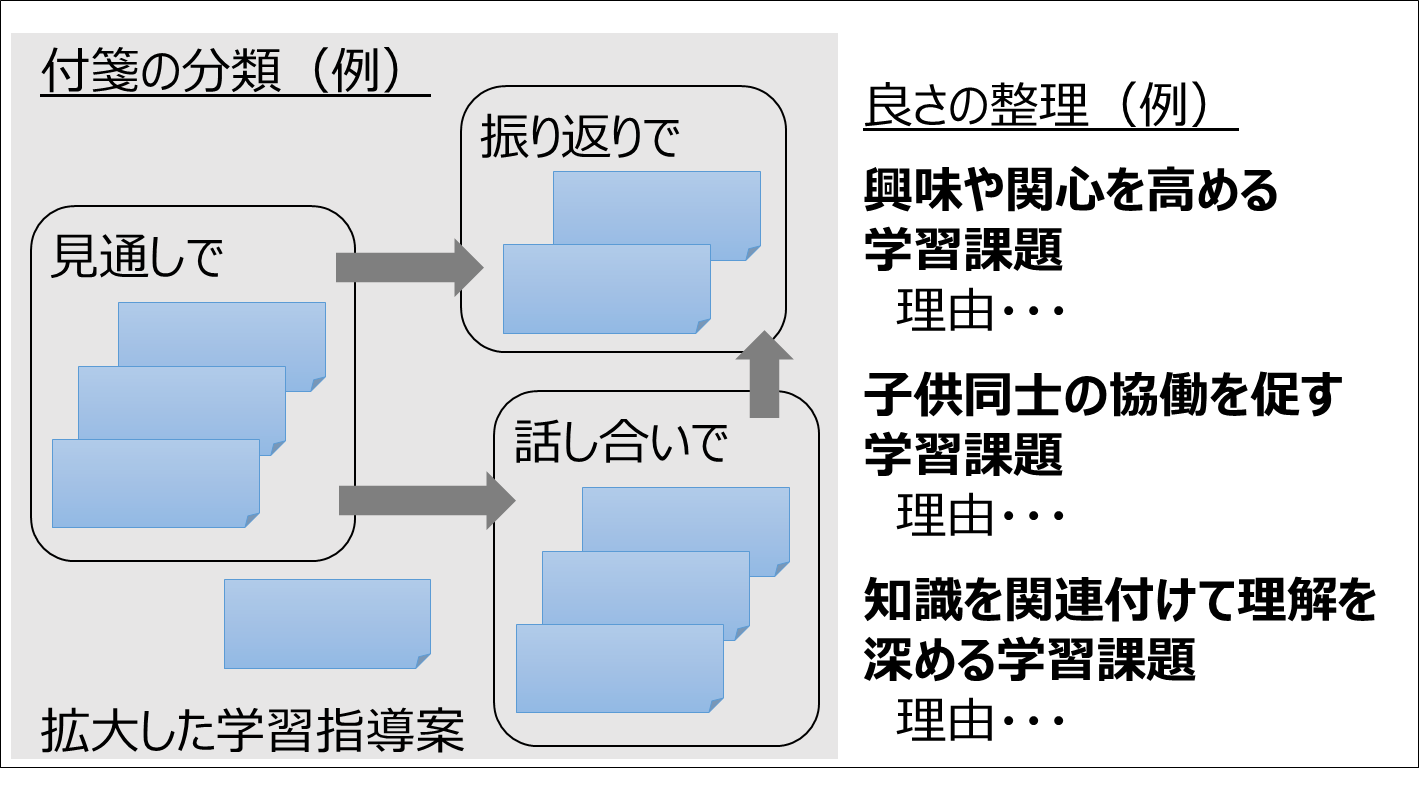 付箋の分類（例）
振り返りで
見通しで
話し合いで
拡大した学習指導案
良さの整理（例）
興味や関心を高める
学習課題
理由・・・
子供同士の協働を促す
学習課題
理由・・・
知識を関連付けて理解を
深める学習課題
理由・・・